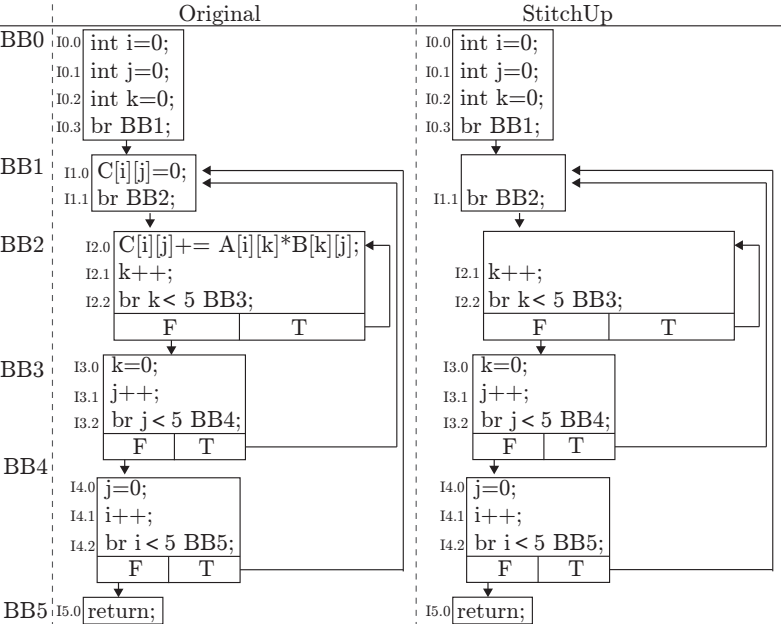 Original StitchUp
BB0 I0.0 int i=0; I0.0 int i=0;
I0.1 int j=0; I0.1 int j=0;
I0.2 int k=0; I0.2 int k=0;
I0.3 br BB1; I0.3 br BB1;
BB1 I1.0 C[i][j]=0;
I1.1 br BB2; I1.1 br BB2;
BB2 I2.0 C[i][j]+= A[i][k]*B[k][j];
I2.1 k++; I2.1 k++;
I2.2 br k< 5 BB3; I2.2 br k< 5 BB3;
F T F T
BB3 I3.0 k=0; I3.0 k=0;
I3.1 j++; I3.1 j++;
I3.2 br j< 5 BB4; I3.2 br j< 5 BB4;
F T F T
BB4 I4.0 j=0; I4.0 j=0;
I4.1 i++; I4.1 i++;
I4.2 br i< 5 BB5; I4.2 br i< 5 BB5;
F T F T
BB5 I5.0 return; I5.0 return;